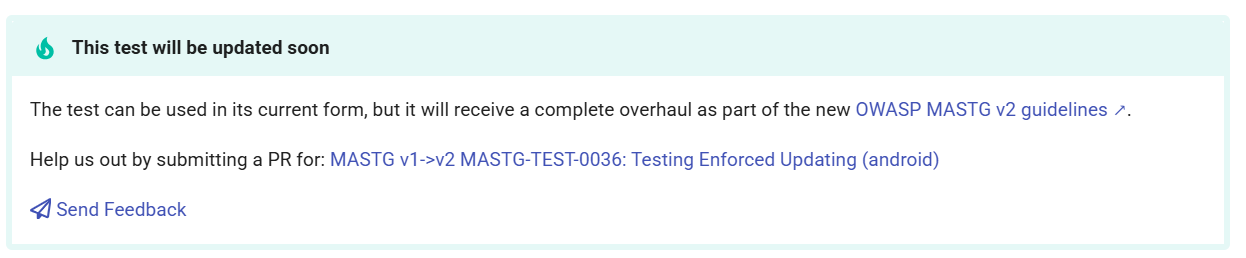 This test will be updated soon
The test can be used in its current form, but it will receive a complete overhaul as part of the new OWASP MASTG v2 guidelines ↗.
Help us out by submitting a PR for: MASTG v1->v2 MASTG-TEST-0036: Testing Enforced Updating (android)
Send Feedback